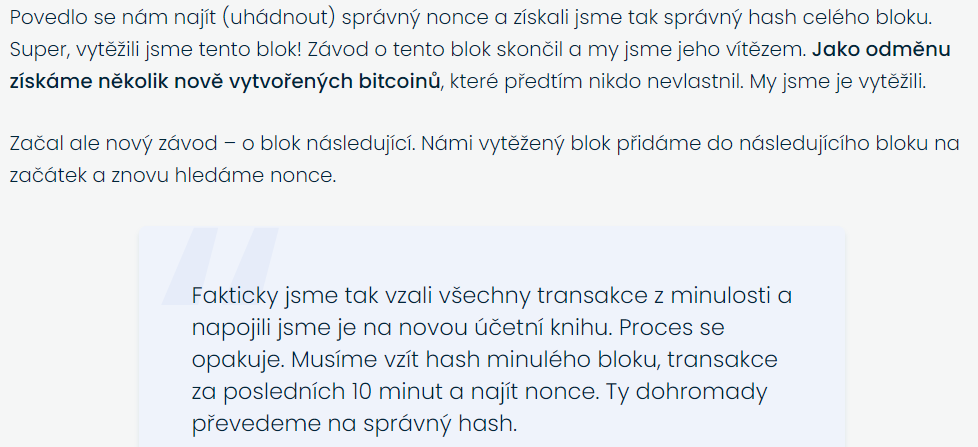 Povedlo se nám najít (uhádnout) správný nonce a získali jsme tak správný hash celého bloku.
Super, vytěžili jsme tento blok! Závod o tento blok skončil a my jsme jeho vítězem. Jako odměnu
získáme několik nově vytvořených bitcoinů, které předtím nikdo nevlastnil. My jsme je vytěžili.
Začal ale nový závod – o blok následující. Námi vytěžený blok přidáme do následujícího bloku na
začátek a znovu hledáme nonce.
Fakticky jsme tak vzali všechny transakce z minulosti a
napojili jsme je na novou účetní knihu. Proces se
opakuje. Musíme vzít hash minulého bloku, transakce
za posledních 10 minut a najít nonce. Ty dohromady
převedeme na správný hash.